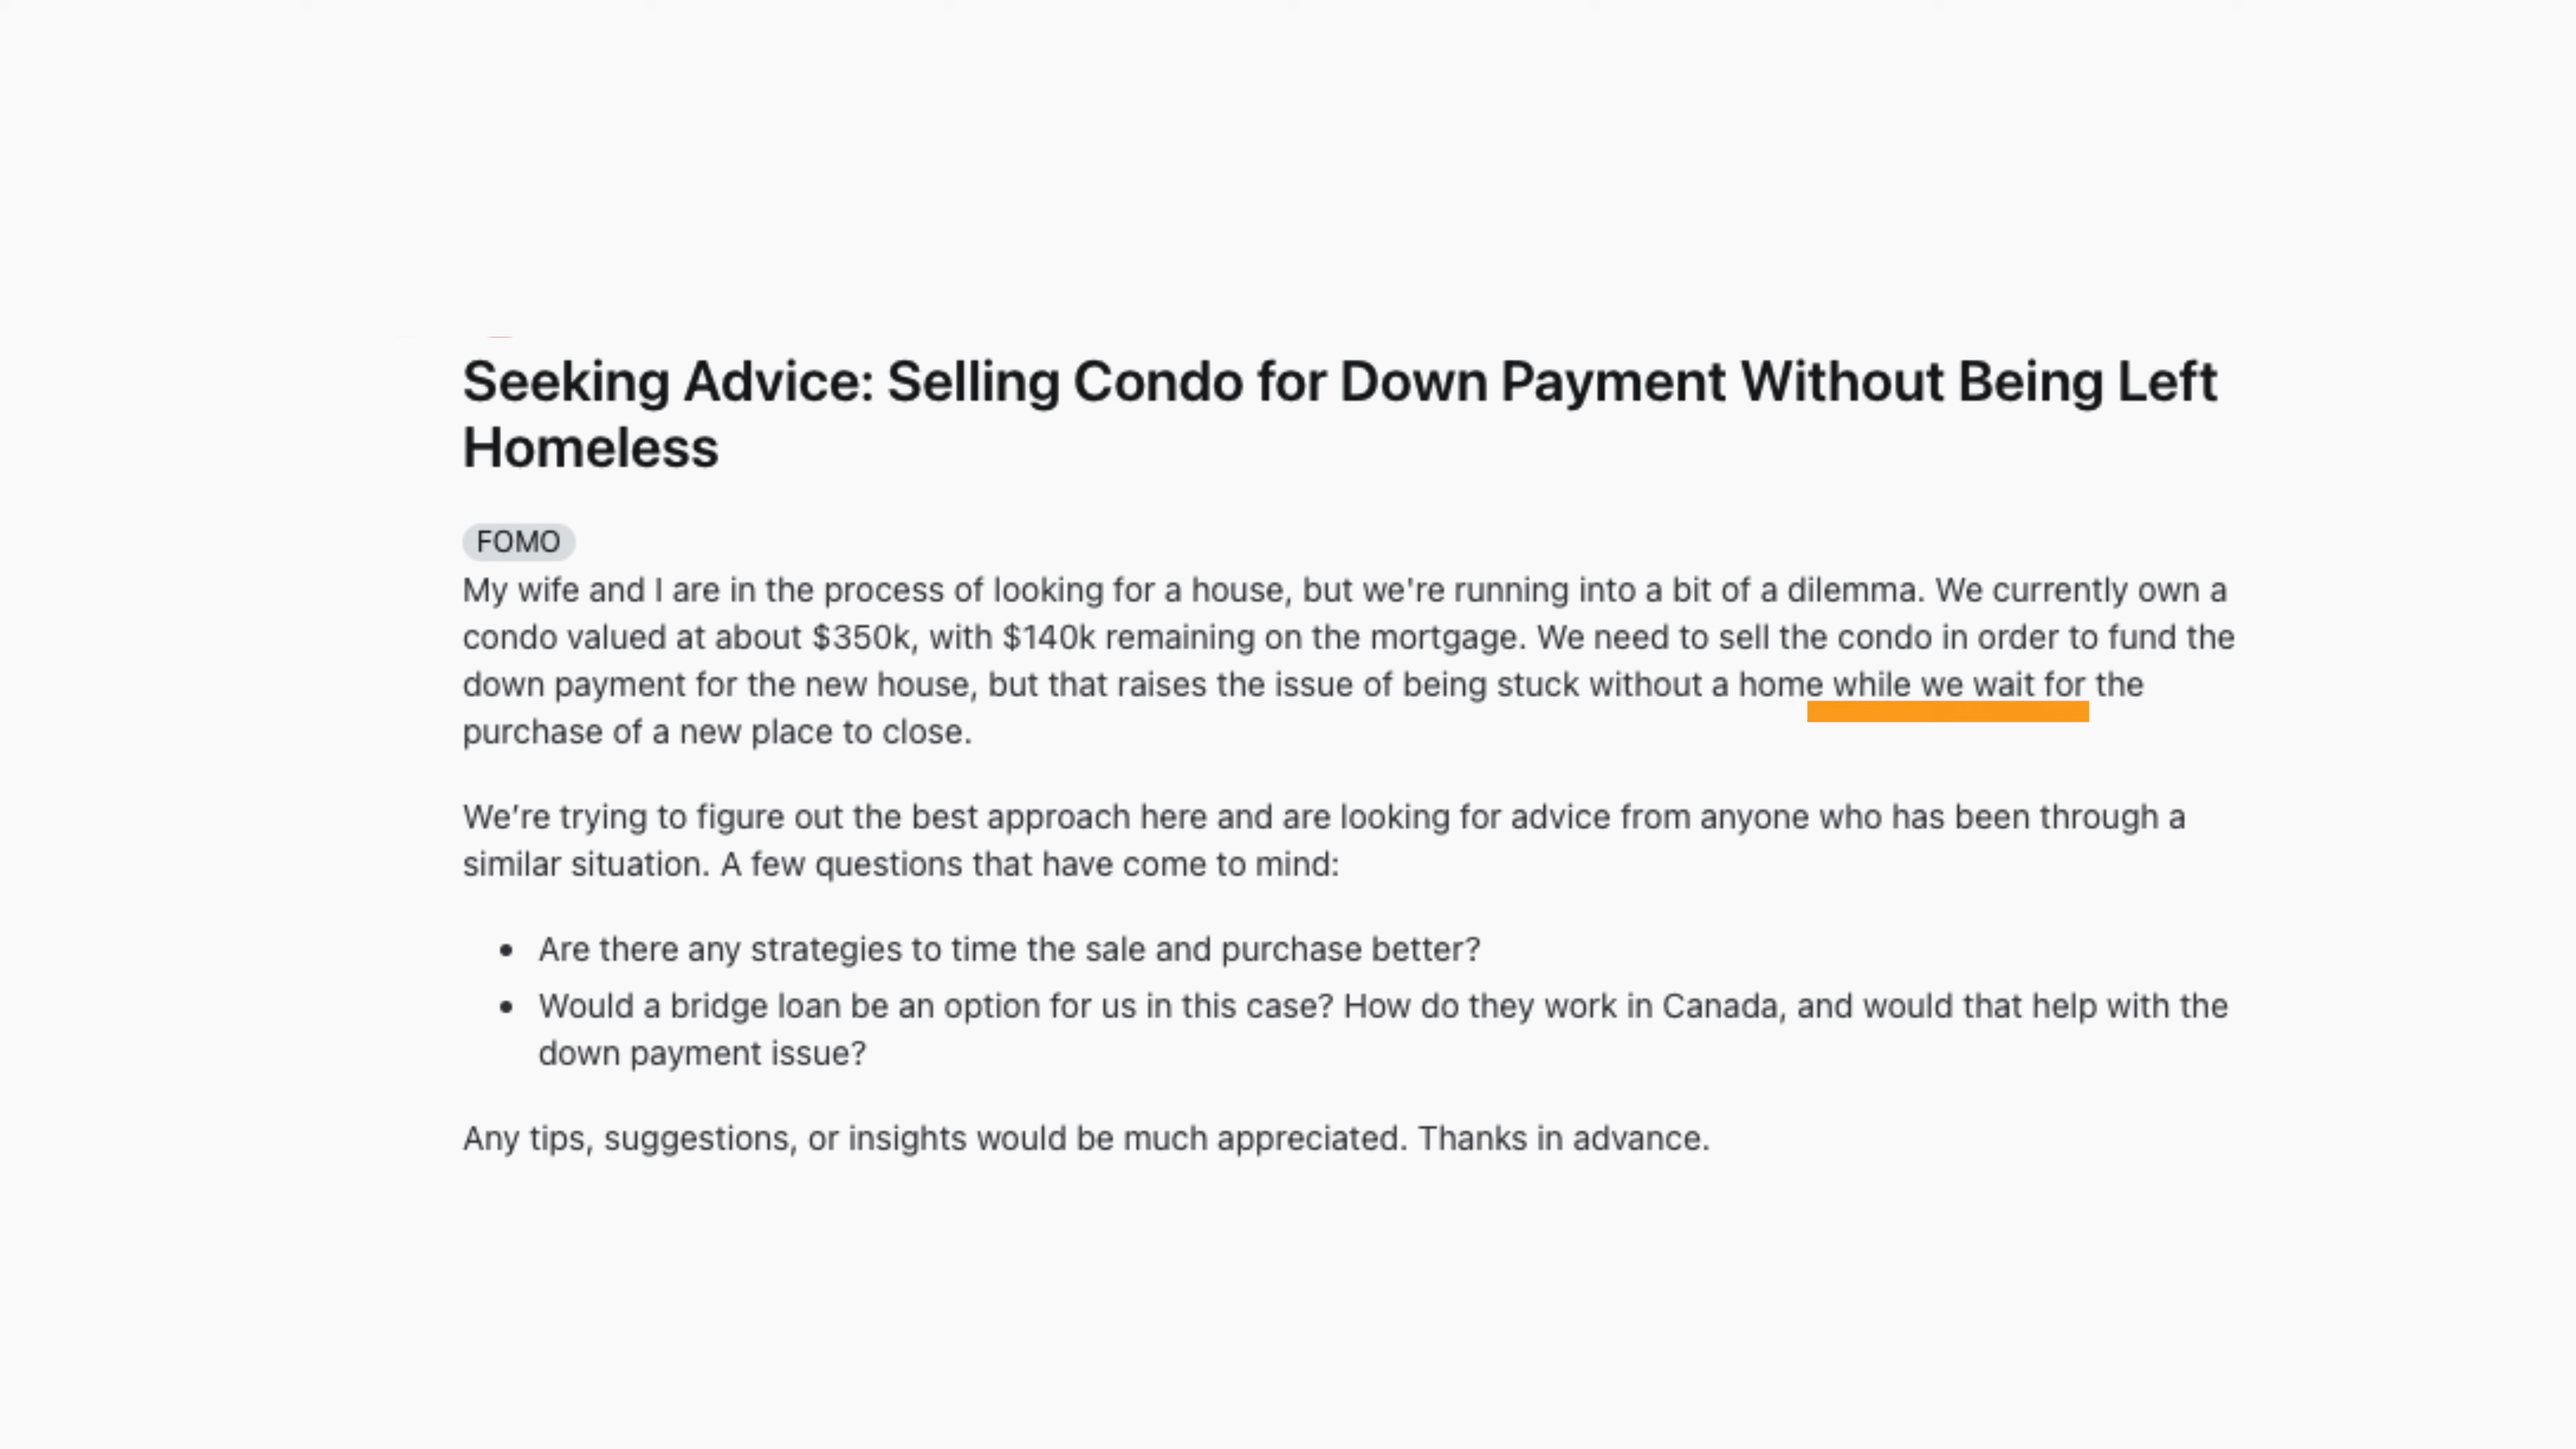 Seeking Advice: Selling Condo for Down Payment Without Being Left
Homeless
FOMO
My wife and I are in the process of looking for a house, but we're running into a bit of a dilemma. We currently own a
condo valued at about $350k, with $140k remaining on the mortgage. We need to sell the condo in order to fund the
down payment for the new house, but that raises the issue of being stuck without a home while we wait for the
purchase of a new place to close.
We’re trying to figure out the best approach here and are looking for advice from anyone who has been through a
similar situation. A few questions that have come to mind:
• Are there any strategies to time the sale and purchase better?
• Would a bridge loan be an option for us in this case? How do they work in Canada, and would that help with the
down payment issue?
Any tips, suggestions, or insights would be much appreciated. Thanks in advance.